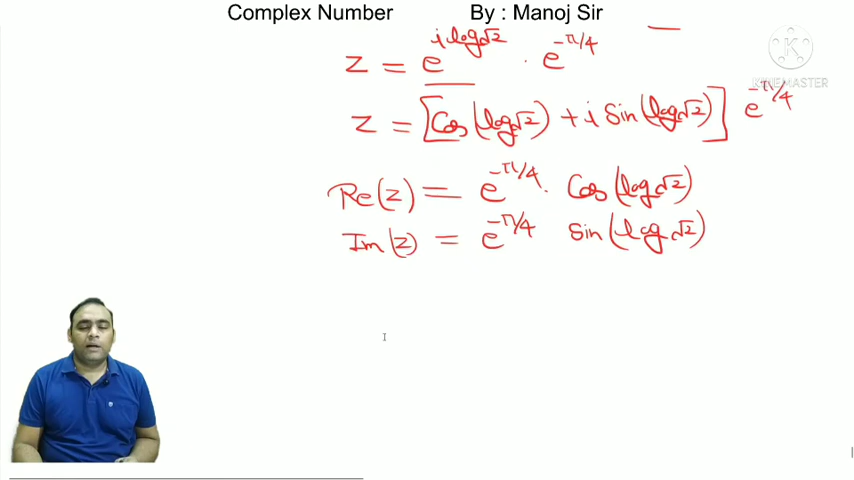 Complex Number By : Manoj Sir
z = e^{i log√2} · e^{-π/4}
KINEMASTER
z = [Cos(log√2) + i Sin(log√2)] e^{-π/4}
Re(z) = e^{-π/4} · Cos(log√2)
Im(z) = e^{-π/4} Sin(log√2)